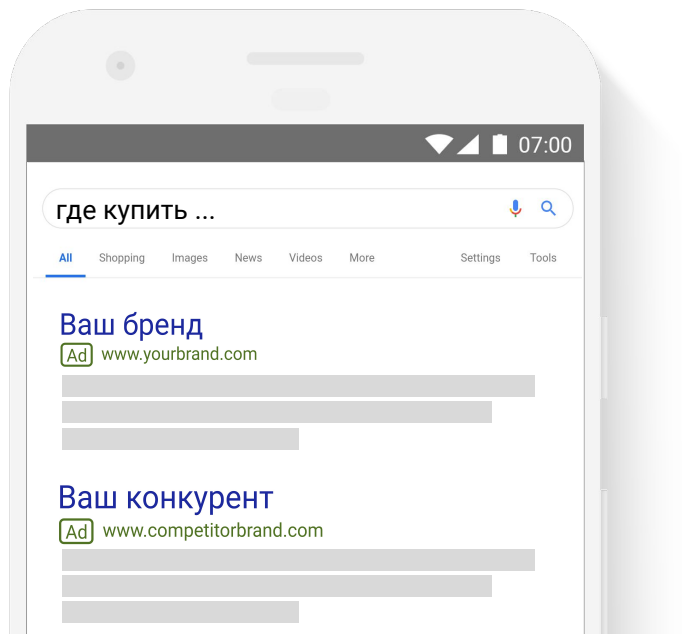 07:00
где купить ...
All Shopping Images News Videos More Settings Tools
Ваш бренд
Ad www.yourbrand.com
Ваш конкурент
Ad www.competitorbrand.com